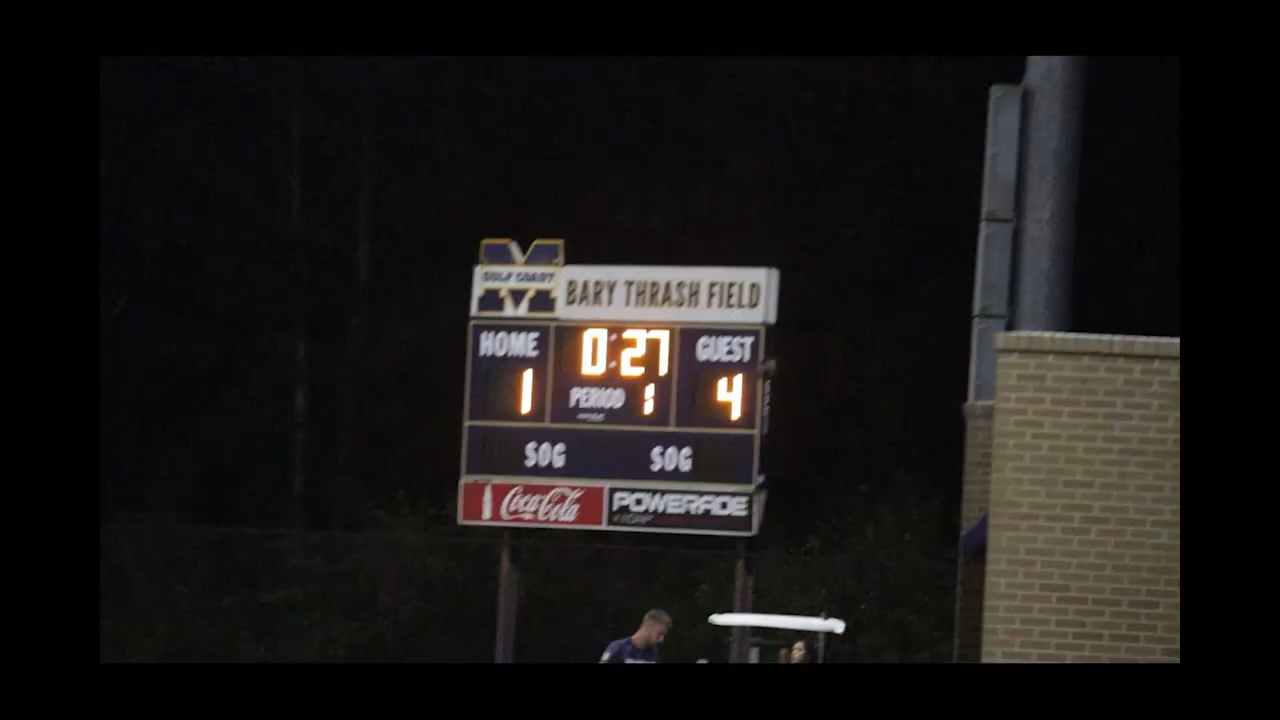 GULF COAST
BARY THRASH FIELD
HOME
0:27
GUEST
1
PERIOD 1
4
SOG
SOG
Coca-Cola
POWERADE